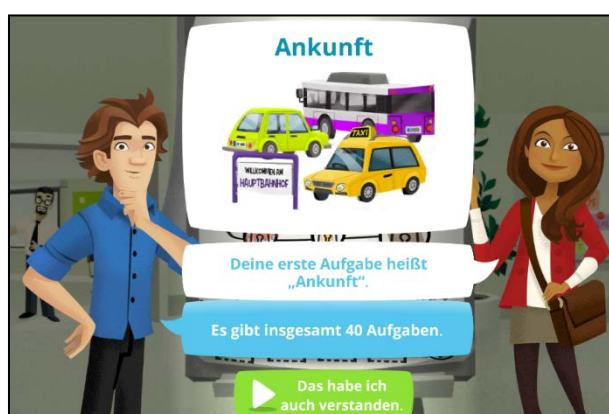 Ankunft
TAXI
WILLKOMMEN AM
HAUPTBAHNHOF
Deine erste Aufgabe heißt
„Ankunft“.
Es gibt insgesamt 40 Aufgaben.
Das habe ich
auch verstanden.